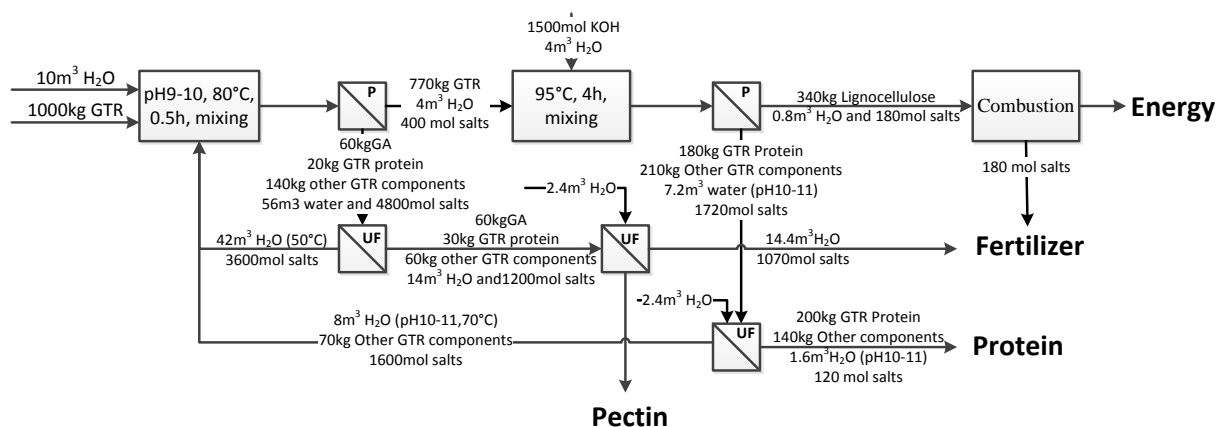 1500mol KOH
4m³ H₂O
10m³ H₂O
1000kg GTR
pH9-10, 80°C,
0.5h, mixing
P
770kg GTR
4m³ H₂O
400 mol salts
95°C, 4h,
mixing
P
340kg Lignocellulose
0.8m³ H₂O and 180mol salts
Combustion
Energy
60kgGA
20kg GTR protein
140kg other GTR components
56m3 water and 4800mol salts
180kg GTR Protein
210kg Other GTR components
7.2m³ water (pH10-11)
1720mol salts
180 mol salts
2.4m³ H₂O
42m³ H₂O (50°C)
3600mol salts
UF
60kgGA
30kg GTR protein
60kg other GTR components
14m³ H₂O and1200mol salts
UF
14.4m³H₂O
1070mol salts
Fertilizer
2.4m³ H₂O
8m³ H₂O (pH10-11,70°C)
70kg Other GTR components
1600mol salts
UF
200kg GTR Protein
140kg Other components
1.6m³H₂O (pH10-11)
120 mol salts
Protein
Pectin